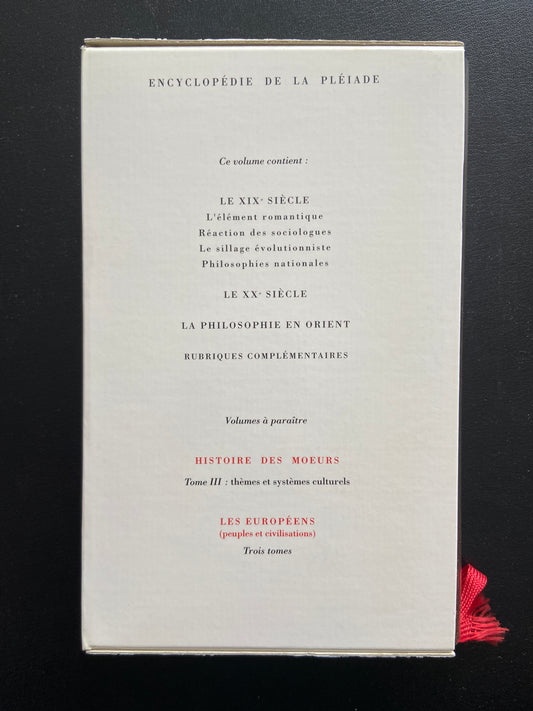 ENCYCLOPÉDIE DE LA PLÉIADE
Ce volume contient :
LE XIXe SIÈCLE
L'élément romantique
Réaction des sociologues
Le sillage évolutionniste
Philosophies nationales
LE XXe SIÈCLE
LA PHILOSOPHIE EN ORIENT
RUBRIQUES COMPLÉMENTAIRES
Volumes à paraître
HISTOIRE DES MOEURS
Tome III : thèmes et systèmes culturels
LES EUROPÉENS
(peuples et civilisations)
Trois tomes